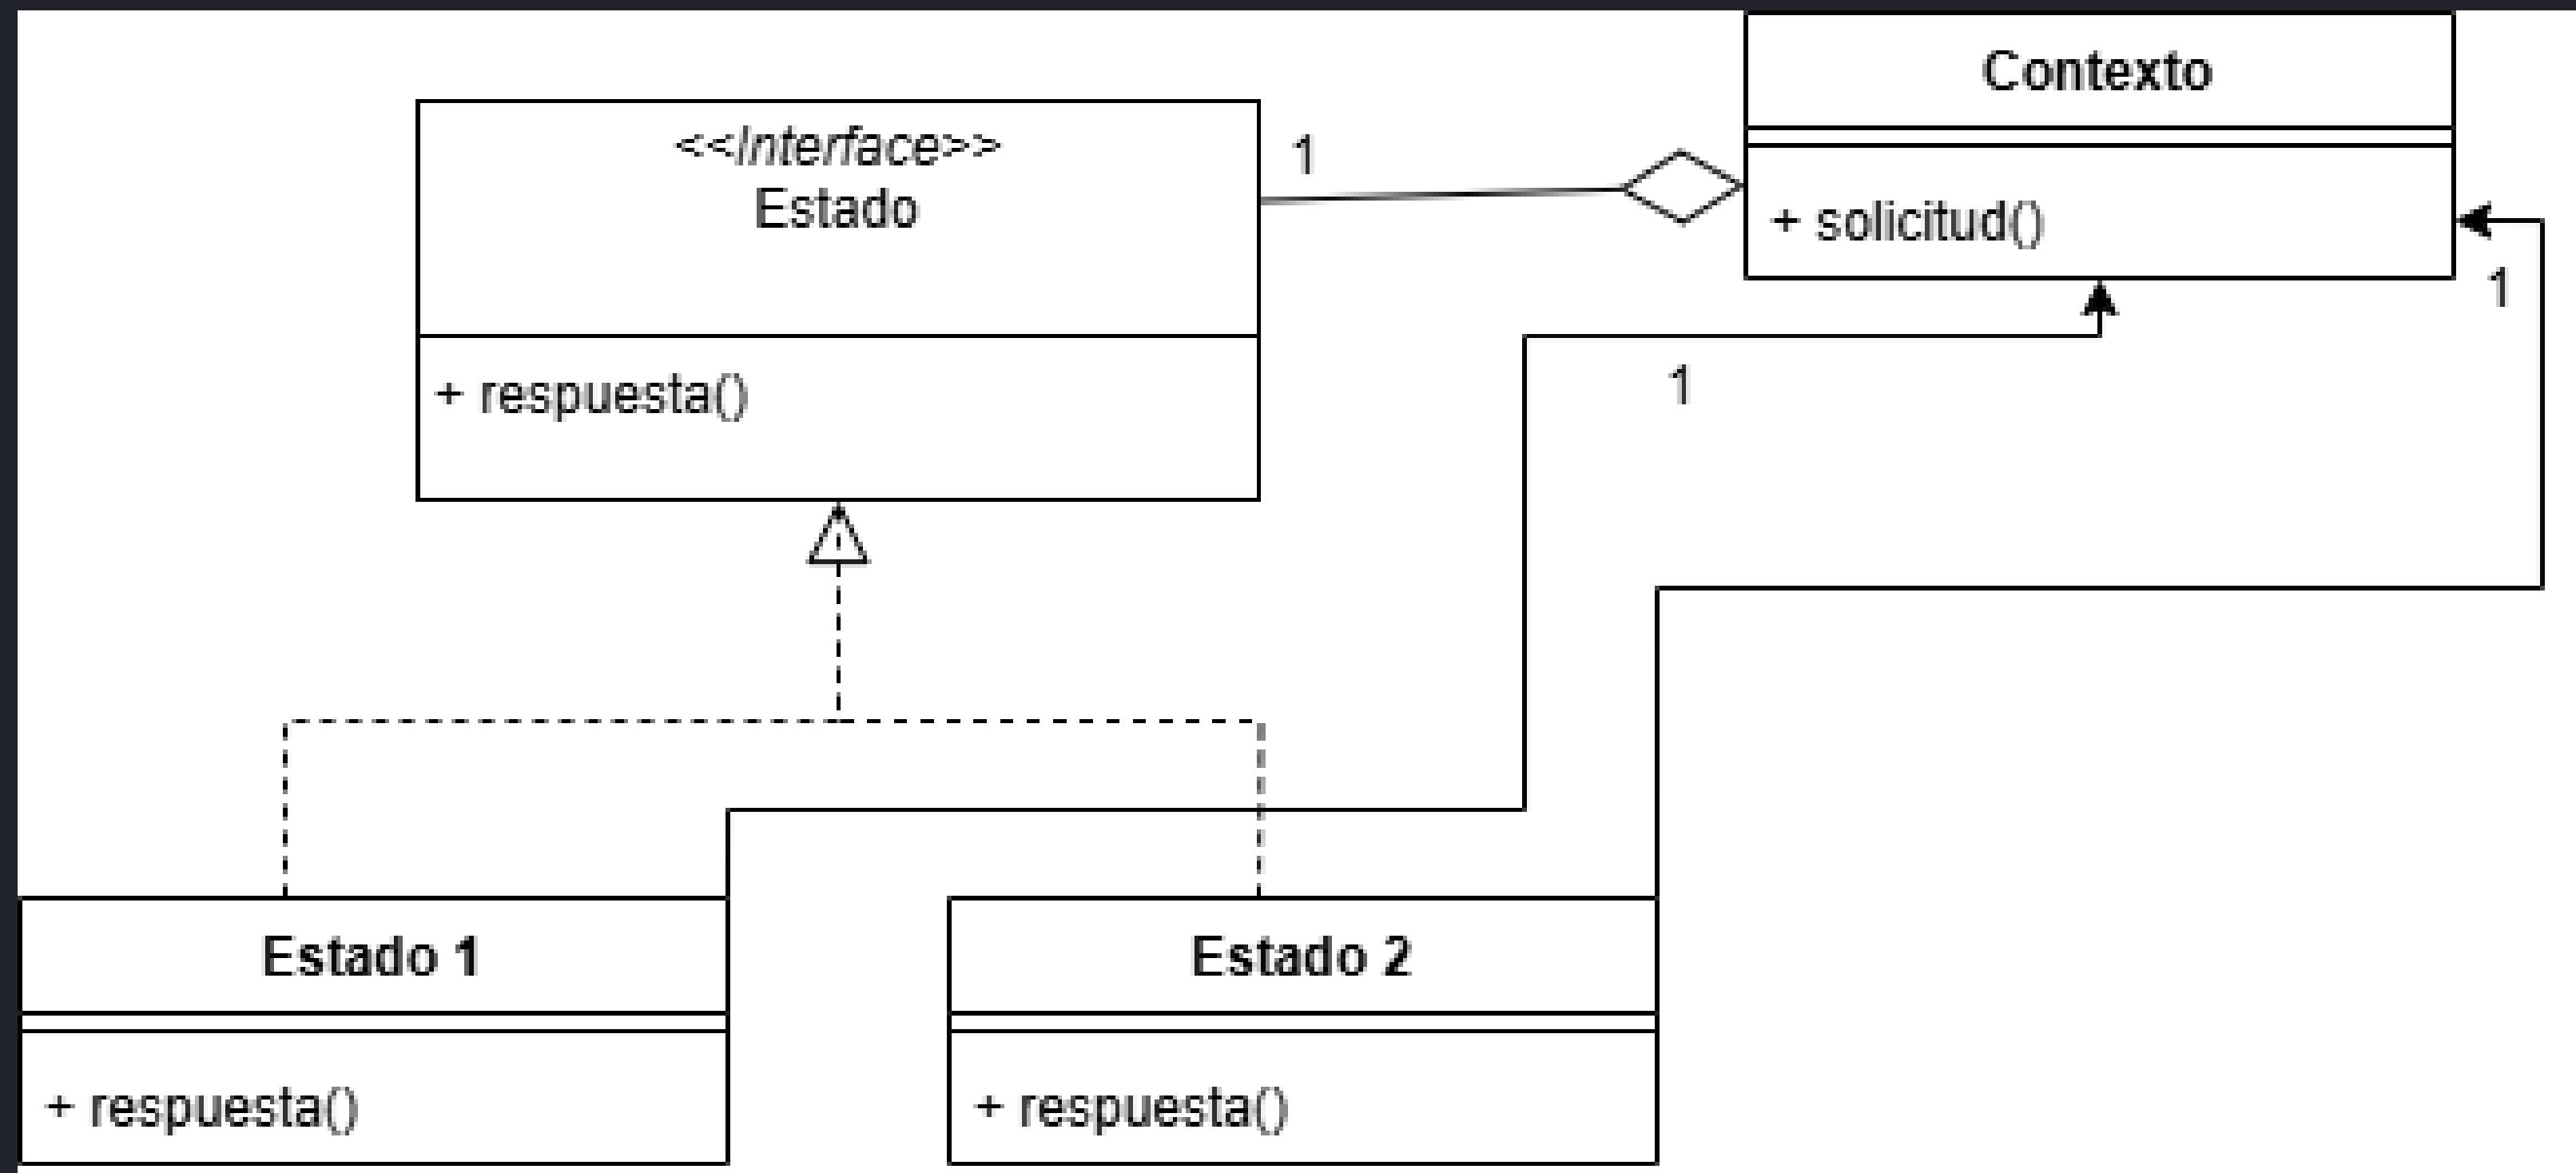 Contexto
+ solicitud()
<<Interface>>
Estado
+ respuesta()
1
1
1
Estado 1
+ respuesta()
Estado 2
+ respuesta()